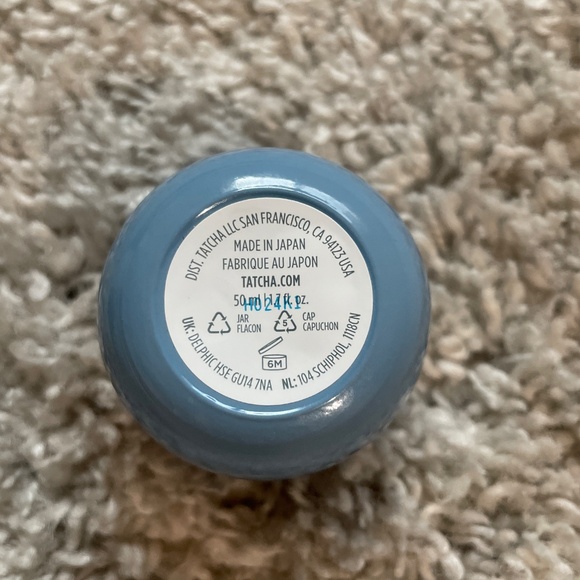 DIST. TATCHA LLC SAN FRANCISCO, CA 94123 USA
MADE IN JAPAN
FABRIQUE AU JAPON
TATCHA.COM
50 ml | 1.7 fl. oz.
JAR
FLACON
5
CAP
CAPUCHON
6M
UK: DELPHIC HSE GU14 7NA NL: 104 SCHIPHOL, 1118CN